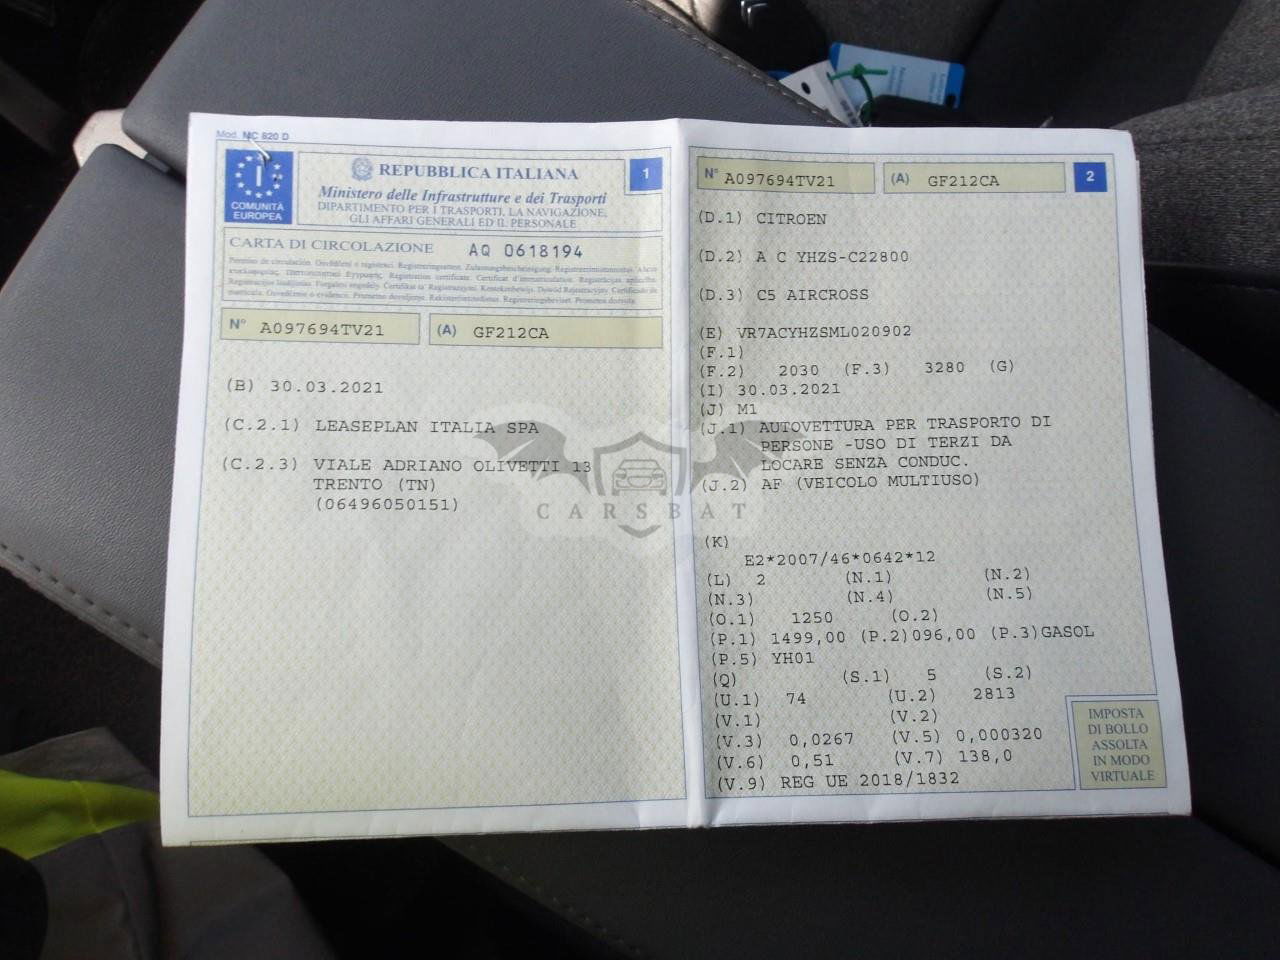 Mod. MC 820 D
I
COMUNITÀ
EUROPEA
REPUBBLICA ITALIANA
1
Ministero delle Infrastrutture e dei Trasporti
DIPARTIMENTO PER I TRASPORTI, LA NAVIGAZIONE,
GLI AFFARI GENERALI ED IL PERSONALE
CARTA DI CIRCOLAZIONE AQ 0618194
N° A097694TV21 (A) GF212CA
(B) 30.03.2021
(C.2.1) LEASEPLAN ITALIA SPA
(C.2.3) VIALE ADRIANO OLIVETTI 13
TRENTO (TN)
(06496050151)
N° A097694TV21 (A) GF212CA 2
(D.1) CITROEN
(D.2) A C YHZS-C22800
(D.3) C5 AIRCROSS
(E) VR7ACYHZSML020902
(F.1)
(F.2) 2030 (F.3) 3280 (G)
(I) 30.03.2021
(J) M1
(J.1) AUTOVETTURA PER TRASPORTO DI
PERSONE -USO DI TERZI DA
LOCARE SENZA CONDUC.
(J.2) AF (VEICOLO MULTIUSO)
(K)
E2*2007/46*0642*12
(L) 2 (N.1) (N.2)
(N.3) (N.4) (N.5)
(O.1) 1250 (O.2)
(P.1) 1499,00 (P.2)096,00 (P.3)GASOL
(P.5) YH01
(Q) (S.1) 5 (S.2)
(U.1) 74 (U.2) 2813
(V.1) (V.2)
(V.3) 0,0267 (V.5) 0,000320
(V.6) 0,51 (V.7) 138,0
(V.9) REG UE 2018/1832
IMPOSTA
DI BOLLO
ASSOLTA
IN MODO
VIRTUALE
CARSBAT